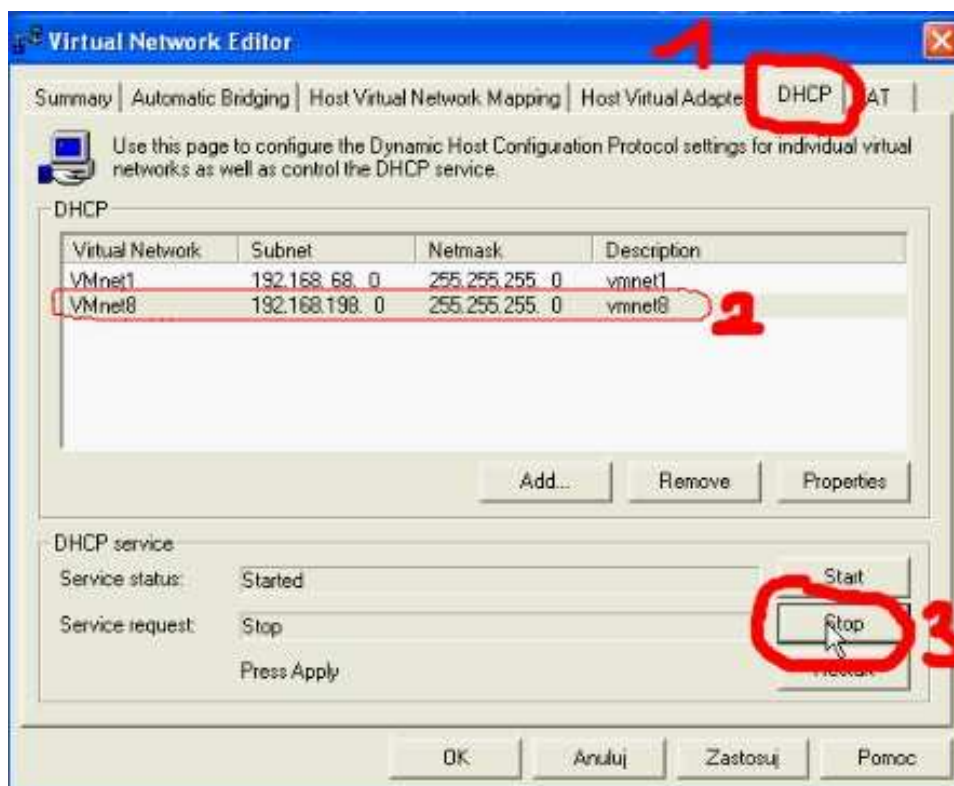 Virtual Network Editor
1
Summary Automatic Bridging Host Virtual Network Mapping Host Virtual Adapte DHCP AT
Use this page to configure the Dynamic Host Configuration Protocol settings for individual virtual
networks as well as control the DHCP service.
DHCP
Virtual Network Subnet Netmask Description
VMnet1 192.168. 68. 0 255.255.255. 0 vmnet1
VMnet8 192.168.198. 0 255.255.255. 0 vmnet8
2
Add... Remove Properties
DHCP service
Service status: Started Start
Service request: Stop Stop
3
Press Apply
OK Anuluj Zastosuj Pomoc